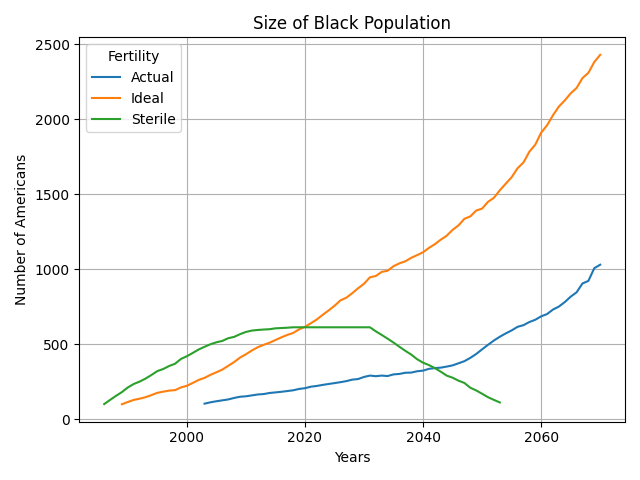 Size of Black Population
Fertility
Actual
Ideal
Sterile
Number of Americans
2500
2000
1500
1000
500
0
2000
2020
2040
2060
Years